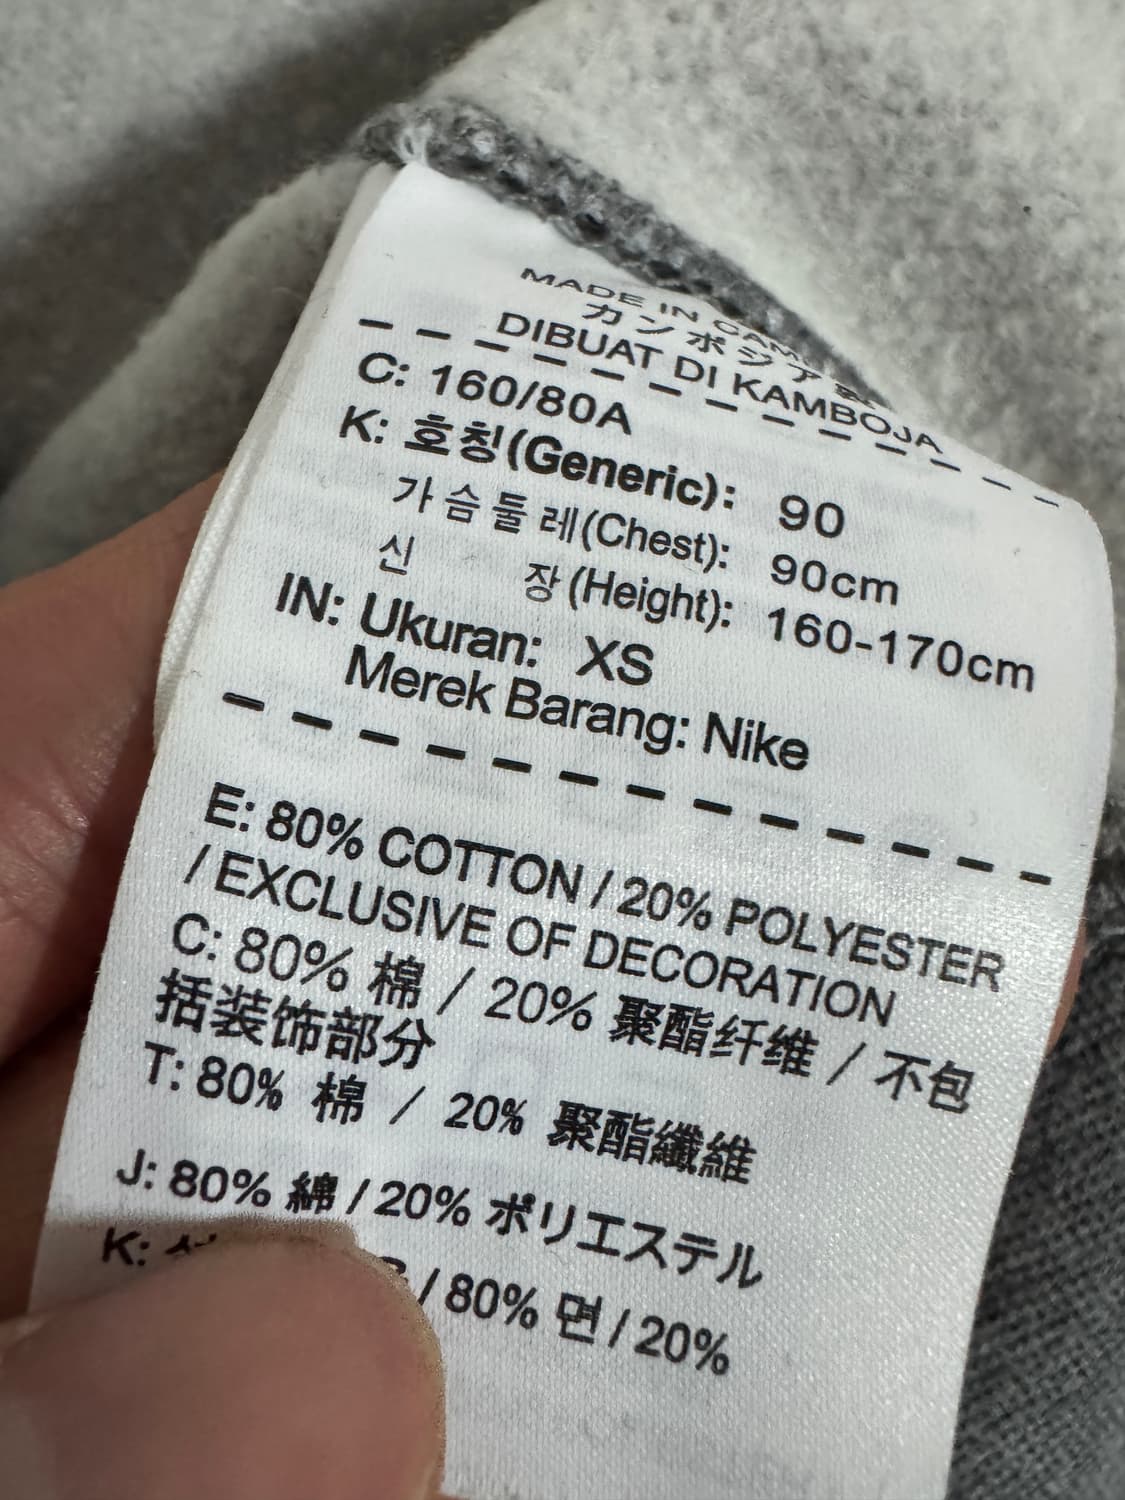 MADE IN
カンボジア
DIBUAT DI KAMBOJA
C: 160/80A
K: 호칭(Generic): 90
가슴둘레(Chest): 90cm
신 장(Height): 160-170cm
IN: Ukuran: XS
Merek Barang: Nike
E: 80% COTTON / 20% POLYESTER
/ EXCLUSIVE OF DECORATION
C: 80% 棉 / 20% 聚酯纤维 / 不包
括装饰部分
T: 80% 棉 / 20% 聚酯纖維
J: 80% 綿 / 20% ポリエステル
K: / 80% 면 / 20%